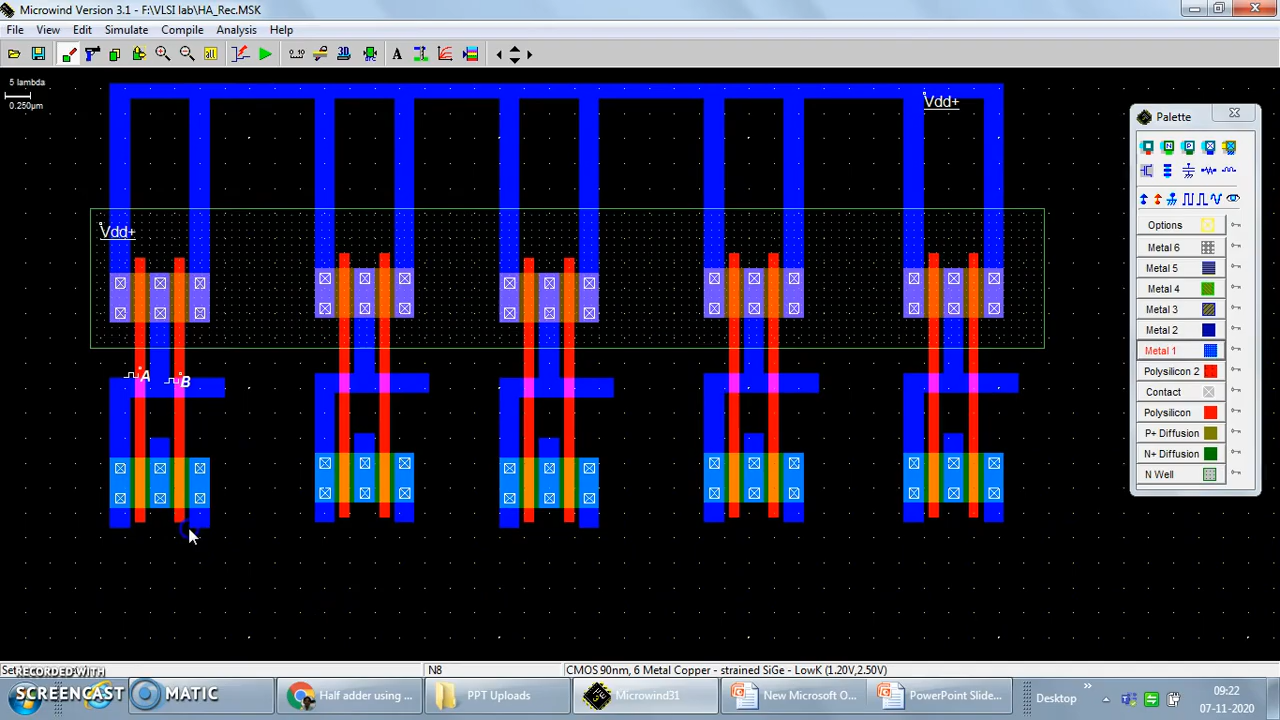 Microwind Version 3.1 - F:\VLSI lab\HA_Rec.MSK
File View Edit Simulate Compile Analysis Help
5 lambda
0.250µm
Vdd+
Vdd+
A
B
Palette
Options
Metal 6
Metal 5
Metal 4
Metal 3
Metal 2
Metal 1
Polysilicon 2
Contact
Polysilicon
P+ Diffusion
N+ Diffusion
N Well
N8
CMOS 90nm, 6 Metal Copper - strained SiGe - LowK (1.20V,2.50V)
RECORDED WITH
SCREENCAST MATIC
Half adder using ...
PPT Uploads
Microwind31
New Microsoft O...
PowerPoint Slide...
Desktop
09:22
07-11-2020